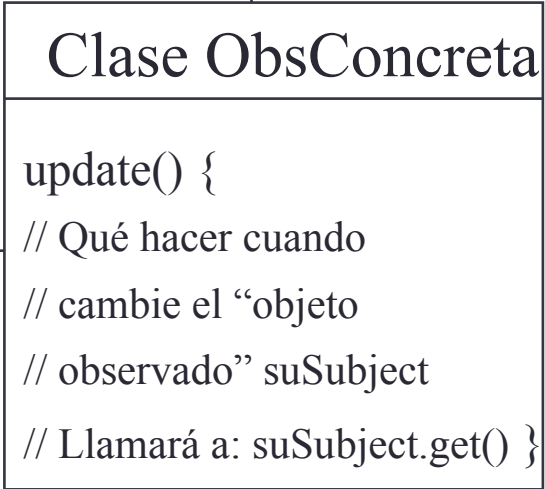 Clase ObsConcreta
update() {
// Qué hacer cuando
// cambie el “objeto
// observado” suSubject
// Llamará a: suSubject.get() }